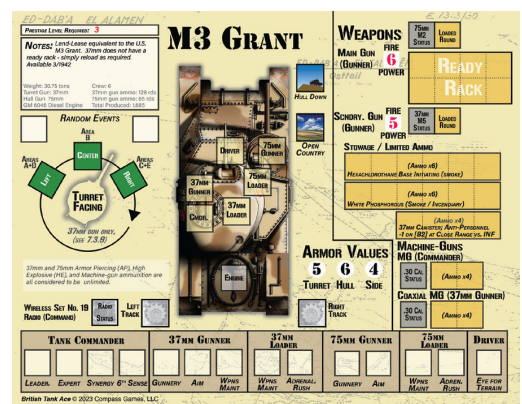 ED-DAB'A EL ALAMEN
E 13-3/30
PRESTIGE LEVEL REQUIRED: 3
M3 GRANT
NOTES: Lend-Lease equivalent to the U.S.
M3 Grant. 37mm does not have a
ready rack - simply reload as required.
Available 3/1942
Weight: 30.75 tons Crew: 6
Turret Gun: 37mm 37mm gun ammo: 128 rds
Hull Gun: 75mm 75mm gun ammo: 65 rds
GM 6046 Diesel Engine Total Produced: 1685
RANDOM EVENTS
AREA
B
CENTER
AREAS
A+D
LEFT
AREAS
C+E
RIGHT
TURRET
FACING
37MM GUN ONLY,
(SEE 7.3.9)
37mm and 75mm Armor Piercing (AP), High
Explosive (HE), and Machine-gun ammunition are
all considered to be unlimited.
WIRELESS SET NO. 19
RADIO (COMMAND)
RADIO
STATUS
LEFT
TRACK
DRIVER
75MM
GUNNER
37MM
GUNNER
75MM
LOADER
CMDR.
37MM
LOADER
ENGINE
HULL DOWN
OPEN
COUNTRY
RIGHT
TRACK
ARMOR VALUES
5 6 4
TURRET HULL SIDE
WEAPONS
MAIN GUN
(GUNNER)
FIRE
6
POWER
75MM
M2
STATUS
LOADED
ROUND
READY
RACK
SCNDRY. GUN
(GUNNER)
FIRE
5
POWER
37MM
M5
STATUS
LOADED
ROUND
STOWAGE / LIMITED AMMO
(AMMO X6)
HEXACHLOROTHANE BASE INITIATING (SMOKE)
(AMMO X6)
WHITE PHOSPHOROUS (SMOKE / INCENDIARY)
(AMMO X4)
37MM CANISTER; ANTI-PERSONNEL
-1 ON [B2] AT CLOSE RANGE VS. INF
MACHINE-GUNS
MG (COMMANDER)
.30 CAL
STATUS
(AMMO X4)
COAXIAL MG (37MM GUNNER)
.30 CAL
STATUS
(AMMO X4)
TANK COMMANDER
LEADER. EXPERT SYNERGY 6TH SENSE
37MM GUNNER
GUNNERY AIM WPNS
MAINT
37MM
LOADER
WPNS
MAINT
ADRENAL.
RUSH
75MM GUNNER
GUNNERY AIM
75MM
LOADER
WPNS
MAINT
ADREN.
RUSH
DRIVER
EYE FOR
TERRAIN
British Tank Ace © 2023 Compass Games, LLC